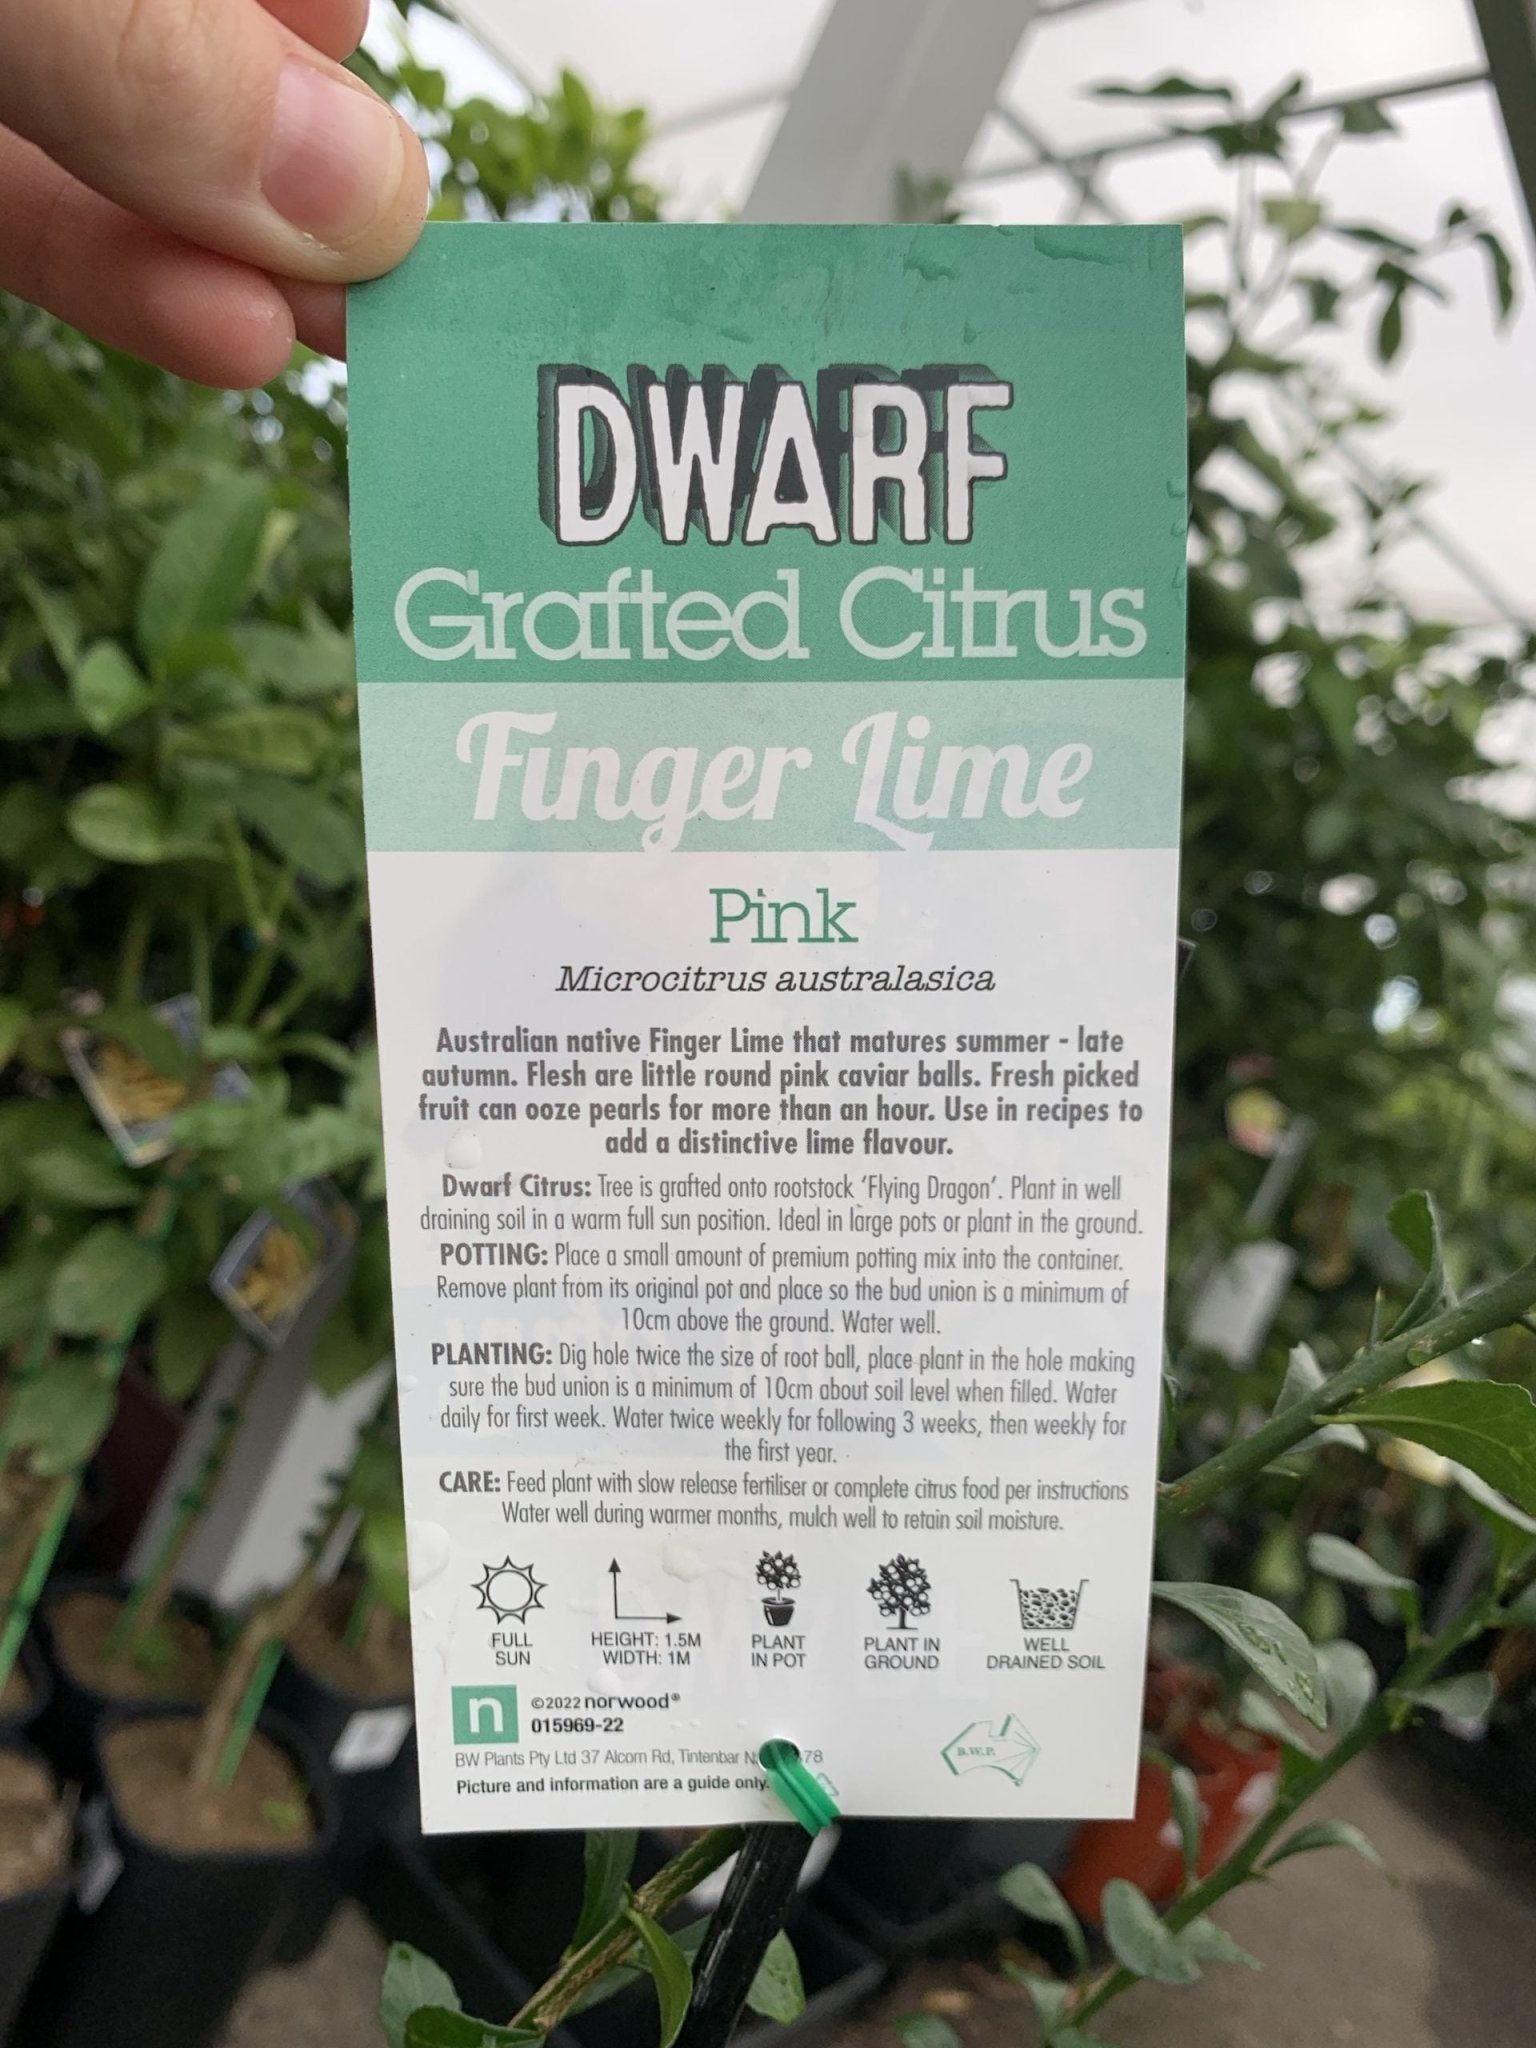 DWARF
Grafted Citrus
Finger Lime
Pink
Microcitrus australasica
Australian native Finger Lime that matures summer - late
autumn. Flesh are little round pink caviar balls. Fresh picked
fruit can ooze pearls for more than an hour. Use in recipes to
add a distinctive lime flavour.
Dwarf Citrus: Tree is grafted onto rootstock ‘Flying Dragon’. Plant in well
draining soil in a warm full sun position. Ideal in large pots or plant in the ground.
POTTING: Place a small amount of premium potting mix into the container.
Remove plant from its original pot and place so the bud union is a minimum of
10cm above the ground. Water well.
PLANTING: Dig hole twice the size of root ball, place plant in the hole making
sure the bud union is a minimum of 10cm about soil level when filled. Water
daily for first week. Water twice weekly for following 3 weeks, then weekly for
the first year.
CARE: Feed plant with slow release fertiliser or complete citrus food per instructions
Water well during warmer months, mulch well to retain soil moisture.
FULL
SUN
HEIGHT: 1.5M
WIDTH: 1M
PLANT
IN POT
PLANT IN
GROUND
WELL
DRAINED SOIL
n
©2022 norwood®
015969-22
BW Plants Pty Ltd 37 Alcorn Rd, Tintenbar
Picture and information are a guide only.
B.W.P.